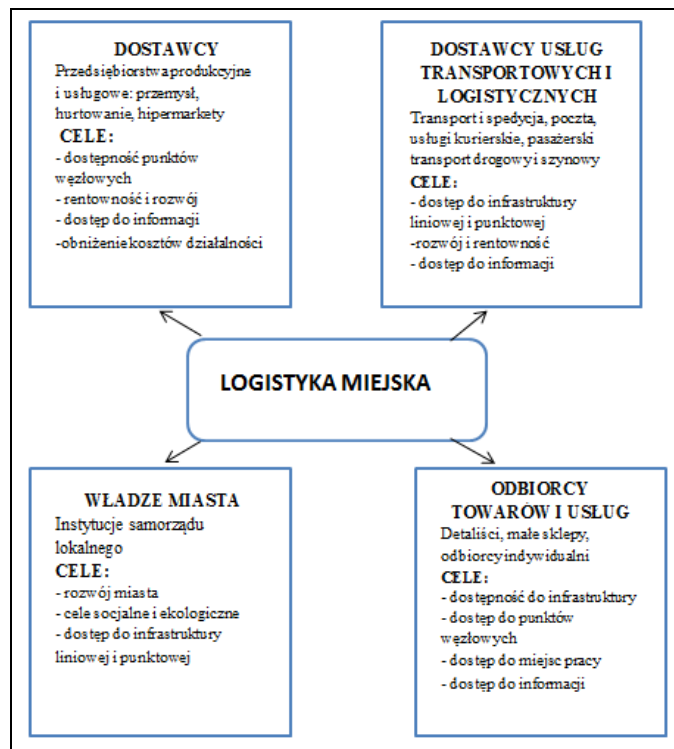 DOSTAWCY
Przedsiębiorstwa produkcyjne
i usługowe: przemysł,
hurtowanie, hipermarkety
CELE:
- dostępność punktów
węzłowych
- rentowność i rozwój
- dostęp do informacji
-obniżenie kosztów działalności
DOSTAWCY USŁUG
TRANSPORTOWYCH I
LOGISTYCZNYCH
Transport i spedycja, poczta,
usługi kurierskie, pasażerski
transport drogowy i szynowy
CELE:
- dostęp do infrastruktury
liniowej i punktowej
-rozwój i rentowność
- dostęp do informacji
LOGISTYKA MIEJSKA
WŁADZE MIASTA
Instytucje samorządu
lokalnego
CELE:
- rozwój miasta
- cele socjalne i ekologiczne
- dostęp do infrastruktury
liniowej i punktowej
ODBIORCY
TOWARÓW I USŁUG
Detaliści, małe sklepy,
odbiorcy indywidualni
CELE:
- dostępność do infrastruktury
- dostęp do punktów
węzłowych
- dostęp do miejsc pracy
- dostęp do informacji